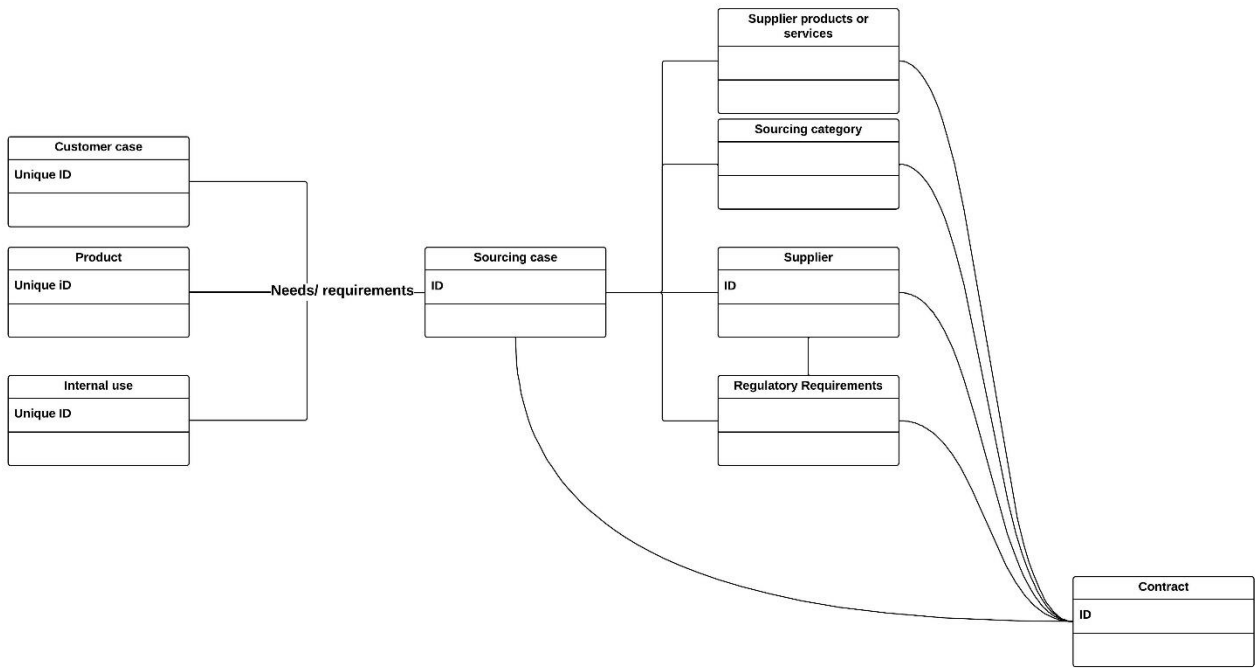 Supplier products or
services
Sourcing category
Customer case
Unique ID
Product
Unique iD
Needs/ requirements
Sourcing case
ID
Supplier
ID
Internal use
Unique ID
Regulatory Requirements
Contract
ID